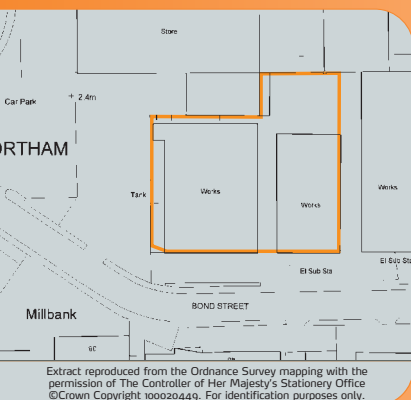 Store
Car Park
+ 2.4m
ORTHAM
Tank
Works
Works
Works
El Sub Sta
El Sub Sta
BOND STREET
Millbank
Extract reproduced from the Ordnance Survey mapping with the
permission of The Controller of Her Majesty's Stationery Office
©Crown Copyright 100020449. For identification purposes only.